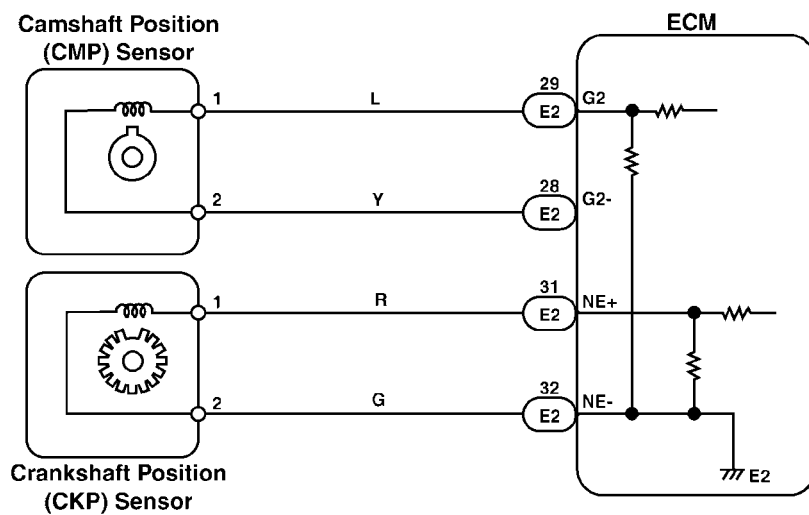 Camshaft Position
(CMP) Sensor
ECM
1
L
29
E2
G2
2
Y
28
E2
G2-
1
R
31
E2
NE+
2
G
32
E2
NE-
E2
Crankshaft Position
(CKP) Sensor